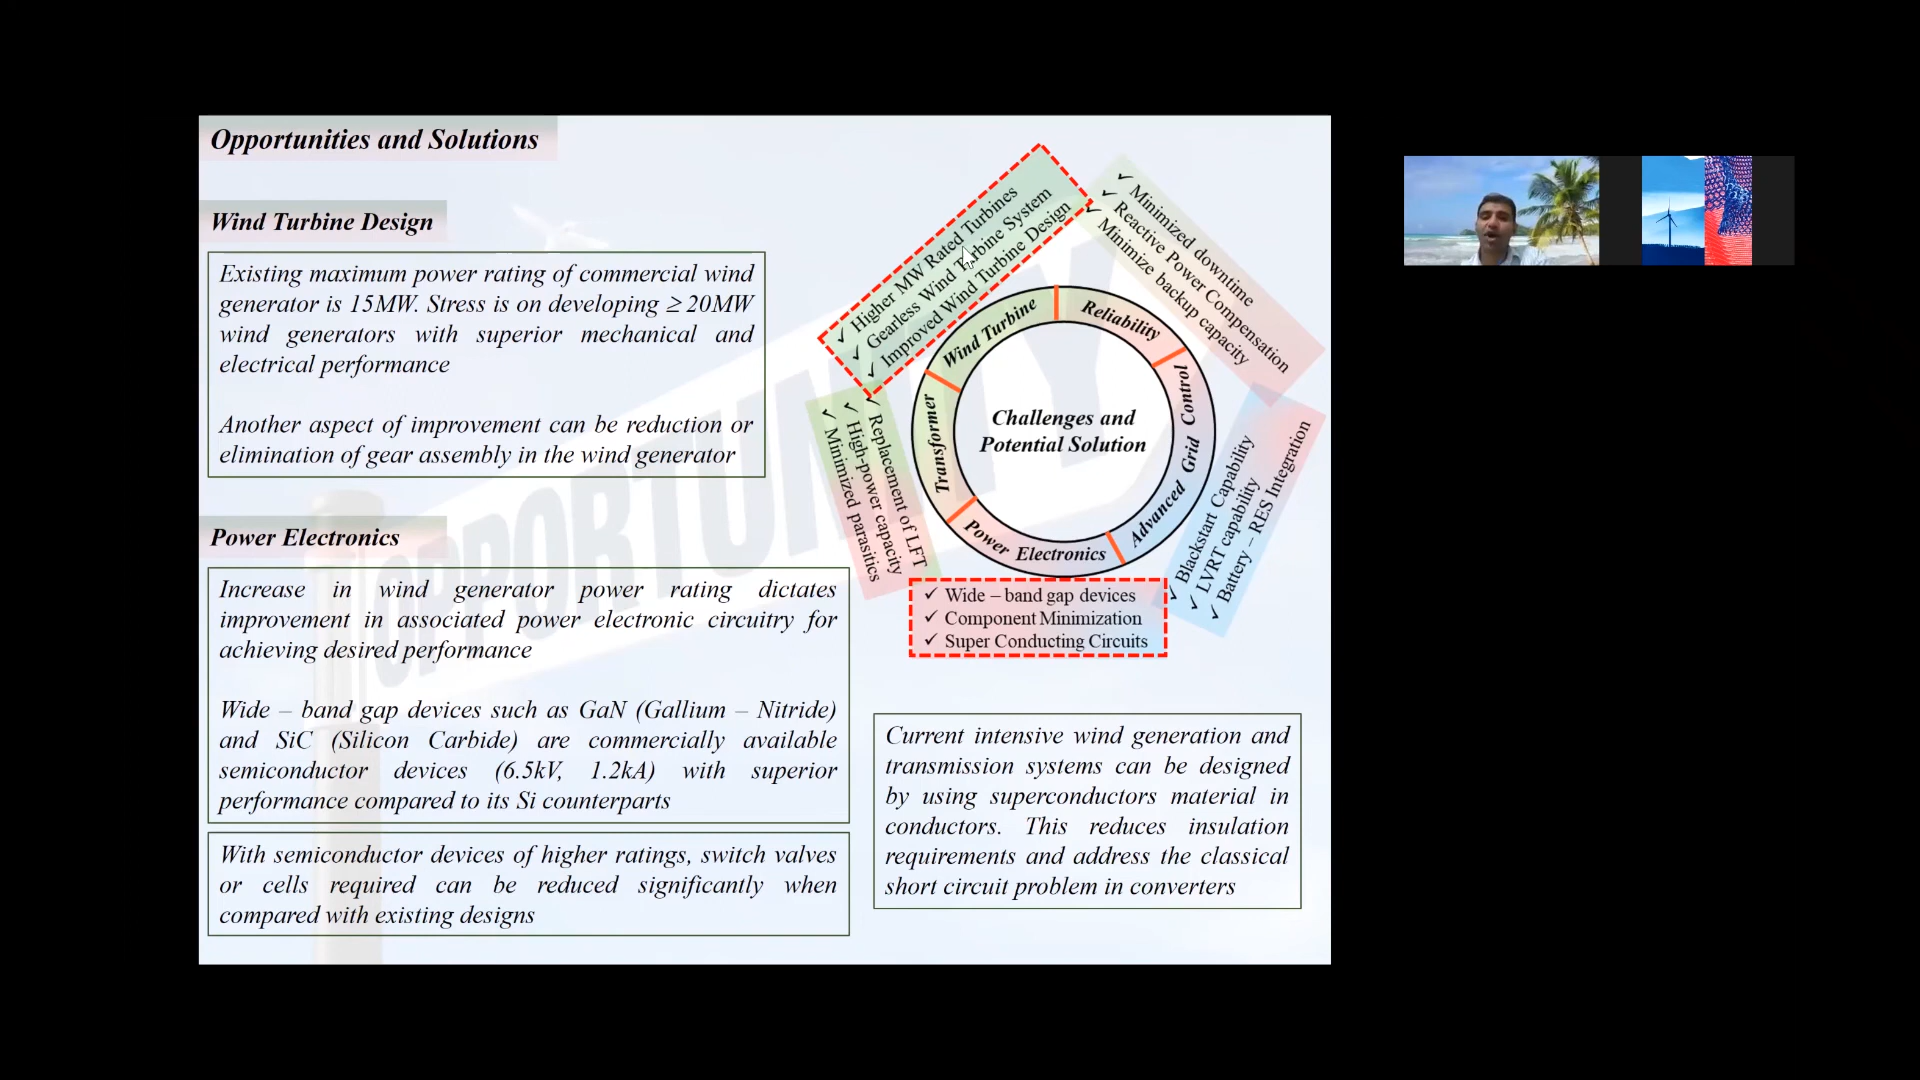 Opportunities and Solutions
Wind Turbine Design
Existing maximum power rating of commercial wind
generator is 15MW. Stress is on developing ≥ 20MW
wind generators with superior mechanical and
electrical performance
Another aspect of improvement can be reduction or
elimination of gear assembly in the wind generator
Power Electronics
Increase in wind generator power rating dictates
improvement in associated power electronic circuitry for
achieving desired performance
Wide – band gap devices such as GaN (Gallium – Nitride)
and SiC (Silicon Carbide) are commercially available
semiconductor devices (6.5kV, 1.2kA) with superior
performance compared to its Si counterparts
With semiconductor devices of higher ratings, switch valves
or cells required can be reduced significantly when
compared with existing designs
✓ Higher MW Rated Turbines
✓ Gearless Wind Turbine System
✓ Improved Wind Turbine Design
✓ Minimized downtime
✓ Reactive Power Compensation
✓ Minimize backup capacity
Wind Turbine
Reliability
Advanced Grid Control
Power Electronics
Transformer
Challenges and
Potential Solution
✓ Replacement of LFT
✓ High-power capacity
✓ Minimized parasitics
✓ Blackstart Capability
✓ LVRT capability
✓ Battery – RES Integration
✓ Wide – band gap devices
✓ Component Minimization
✓ Super Conducting Circuits
Current intensive wind generation and
transmission systems can be designed
by using superconductors material in
conductors. This reduces insulation
requirements and address the classical
short circuit problem in converters
OPPORTUNITY